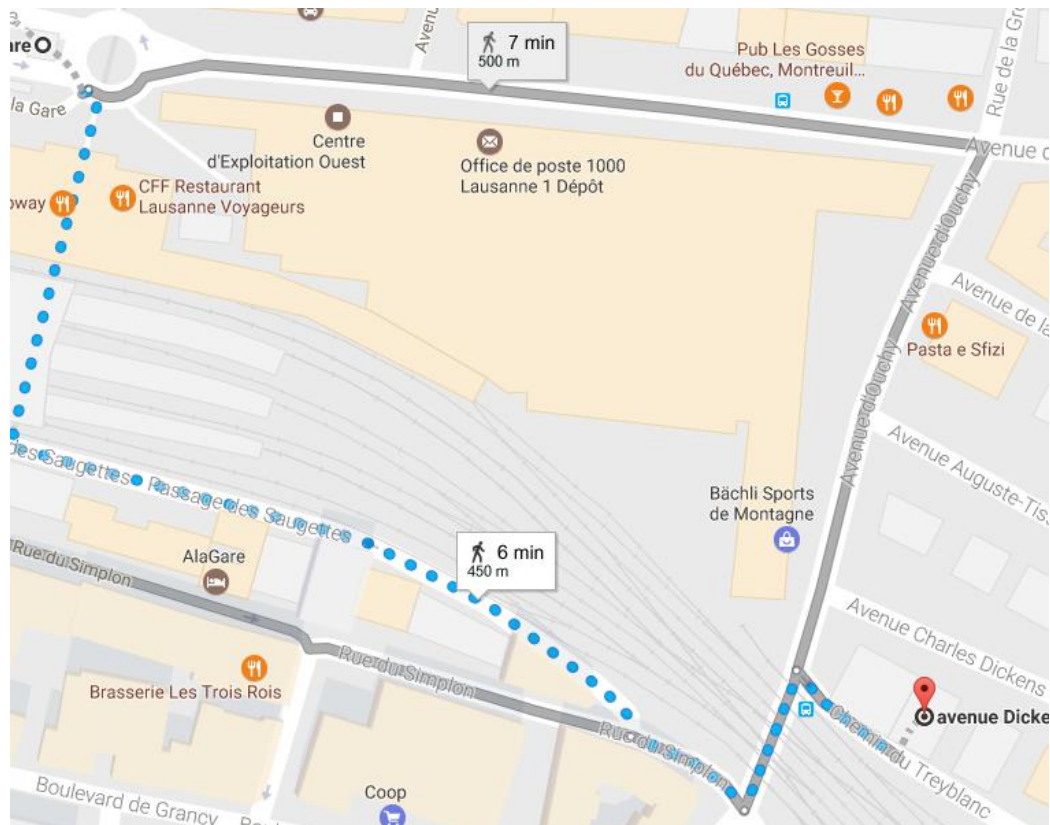 are
la Gare
Avenu
7 min
500 m
Pub Les Gosses
du Québec, Montreuil...
Rue de la Gro
Avenue d
Centre
d'Exploitation Ouest
Office de poste 1000
Lausanne 1 Dépôt
CFF Restaurant
Lausanne Voyageurs
oway
Avenue d'Ouchy
Avenue de la
Pasta e Sfizi
Avenue d'Ouchy
Avenue Auguste-Tiss
des Saugettes
Passage des Saugettes
Bächli Sports
de Montagne
6 min
450 m
AlaGare
Rue du Simplon
Avenue Charles Dickens
Brasserie Les Trois Rois
Rue du Simplon
avenue Dicke
Rue du Simplon
Chemin du Treyblanc
Boulevard de Grancy
Coop